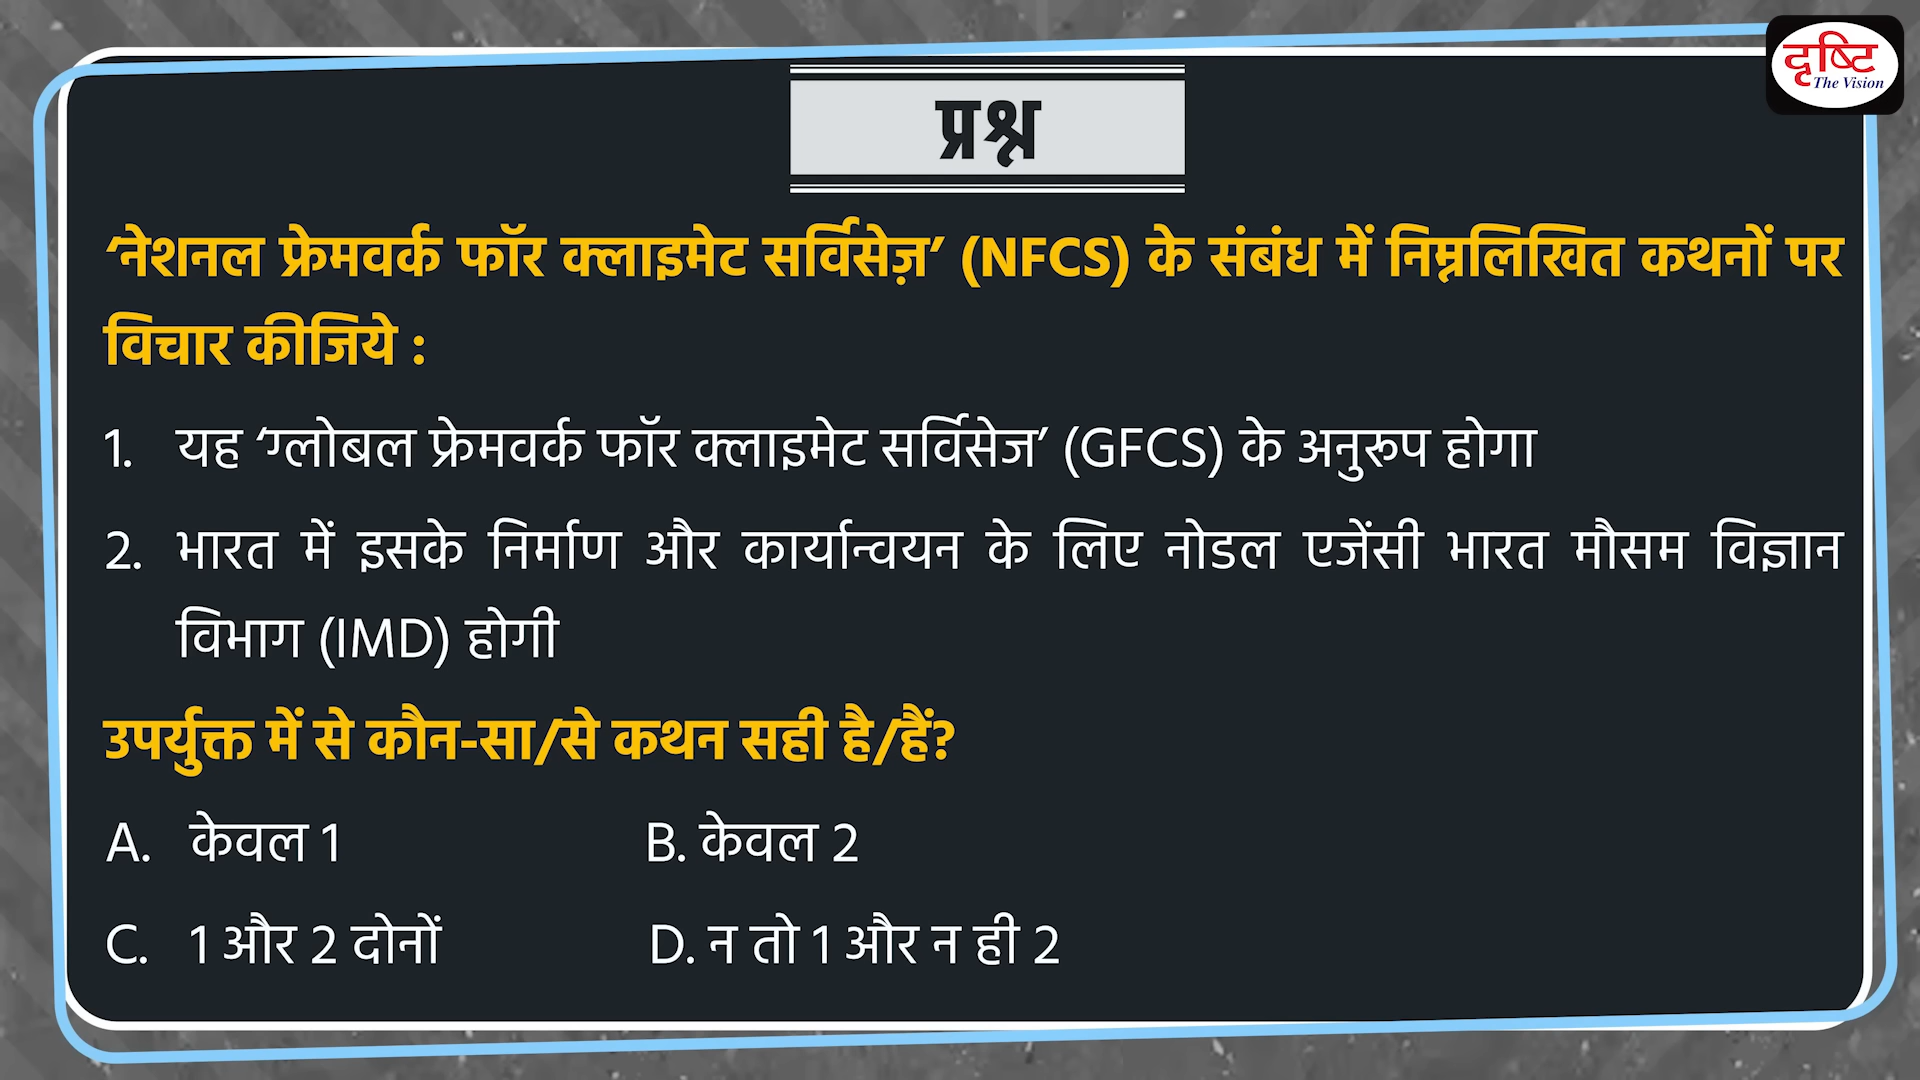 दृष्टि
The Vision
प्रश्न
‘नेशनल फ्रेमवर्क फॉर क्लाइमेट सर्विसेज़’ (NFCS) के संबंध में निम्नलिखित कथनों पर
विचार कीजिये :
1. यह ‘ग्लोबल फ्रेमवर्क फॉर क्लाइमेट सर्विसेज’ (GFCS) के अनुरूप होगा
2. भारत में इसके निर्माण और कार्यान्वयन के लिए नोडल एजेंसी भारत मौसम विज्ञान
विभाग (IMD) होगी
उपर्युक्त में से कौन-सा/से कथन सही है/हैं?
A. केवल 1 B. केवल 2
C. 1 और 2 दोनों D. न तो 1 और न ही 2